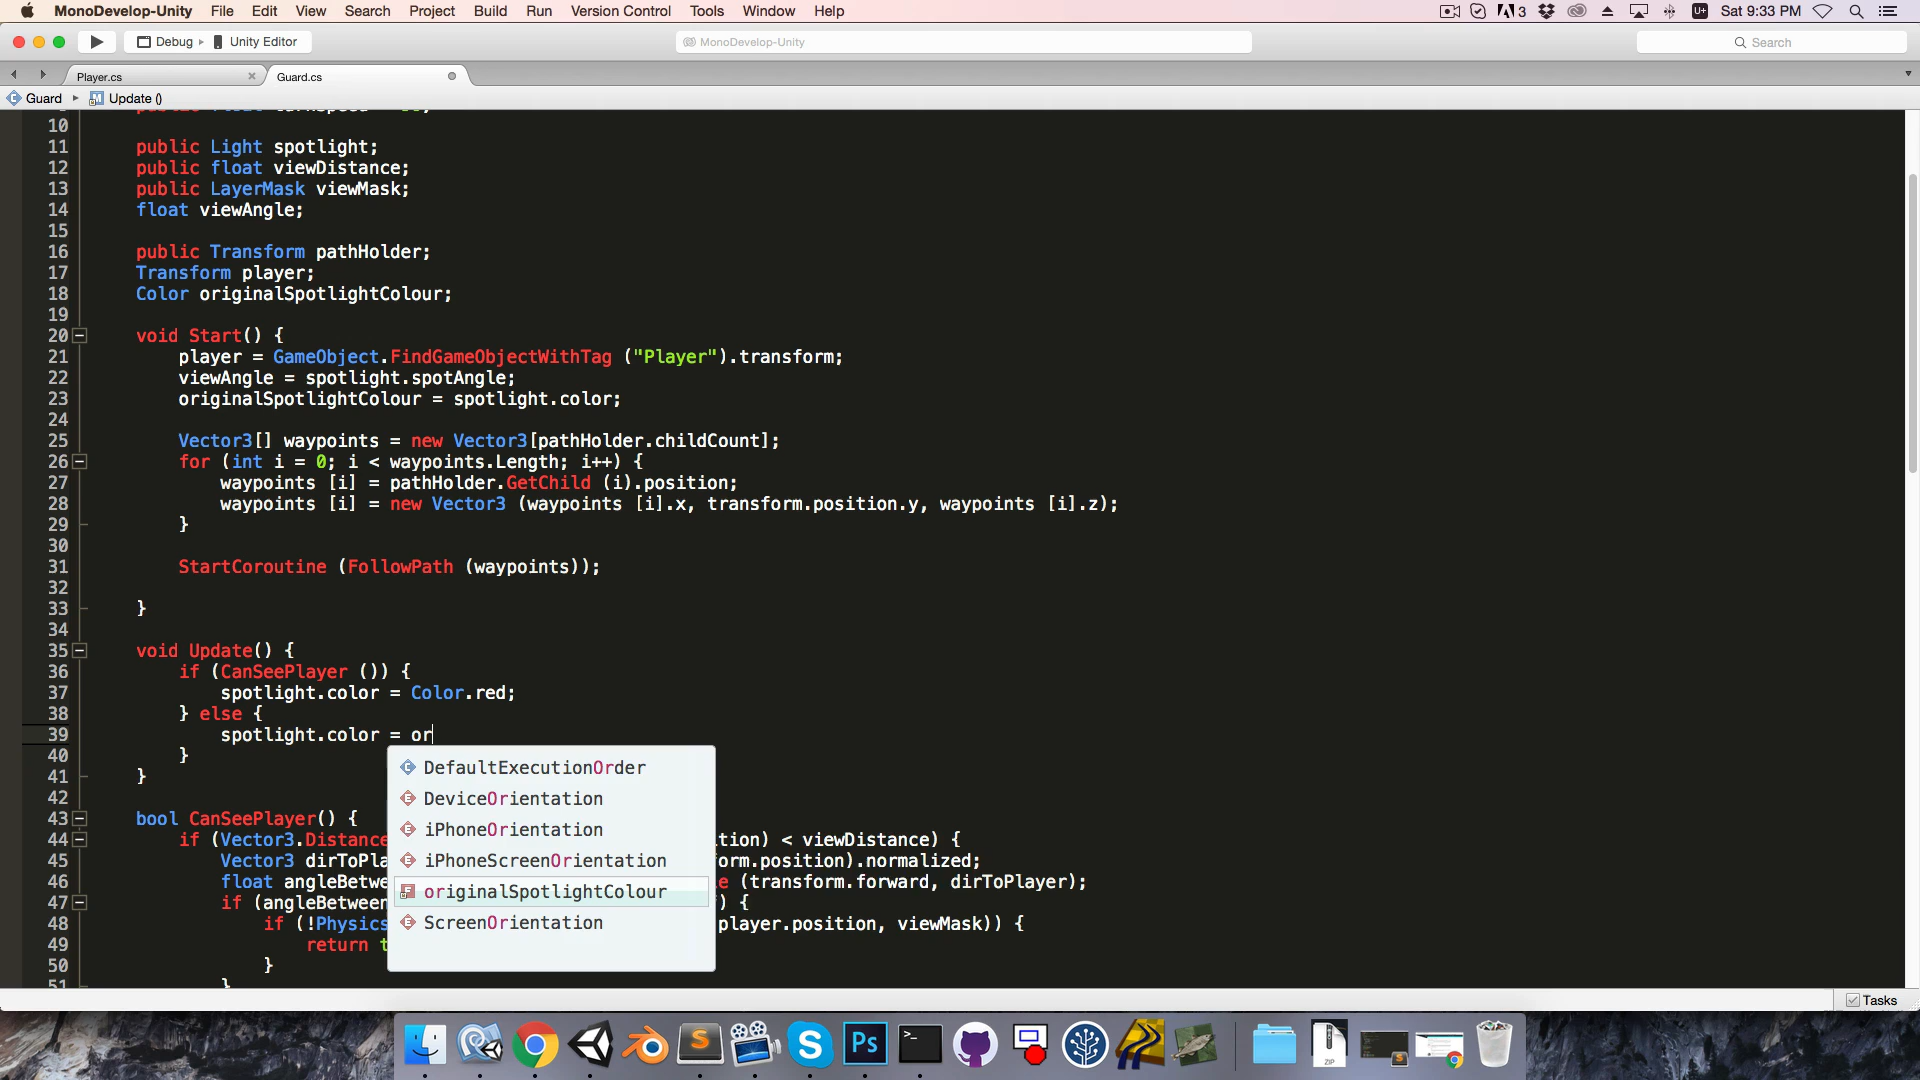 MonoDevelop-Unity File Edit View Search Project Build Run Version Control Tools Window Help 3 U+ Sat 9:33 PM
Debug Unity Editor MonoDevelop-Unity Search
Player.cs Guard.cs
Guard Update ()
10
11 public Light spotlight;
12 public float viewDistance;
13 public LayerMask viewMask;
14 float viewAngle;
15
16 public Transform pathHolder;
17 Transform player;
18 Color originalSpotlightColour;
19
20 void Start() {
21 player = GameObject.FindGameObjectWithTag ("Player").transform;
22 viewAngle = spotlight.spotAngle;
23 originalSpotlightColour = spotlight.color;
24
25 Vector3[] waypoints = new Vector3[pathHolder.childCount];
26 for (int i = 0; i < waypoints.Length; i++) {
27 waypoints [i] = pathHolder.GetChild (i).position;
28 waypoints [i] = new Vector3 (waypoints [i].x, transform.position.y, waypoints [i].z);
29 }
30
31 StartCoroutine (FollowPath (waypoints));
32
33 }
34
35 void Update() {
36 if (CanSeePlayer ()) {
37 spotlight.color = Color.red;
38 } else {
39 spotlight.color = or
40 }
41 }
42
43 bool CanSeePlayer() {
44 if (Vector3.Distance tion) < viewDistance) {
45 Vector3 dirToPla orm.position).normalized;
46 float angleBetwe e (transform.forward, dirToPlayer);
47 if (angleBetween ) {
48 if (!Physics player.position, viewMask)) {
49 return t
50 }
51 }
DefaultExecutionOrder
DeviceOrientation
iPhoneOrientation
iPhoneScreenOrientation
originalSpotlightColour
ScreenOrientation
Tasks
S Ps >_ ZIP